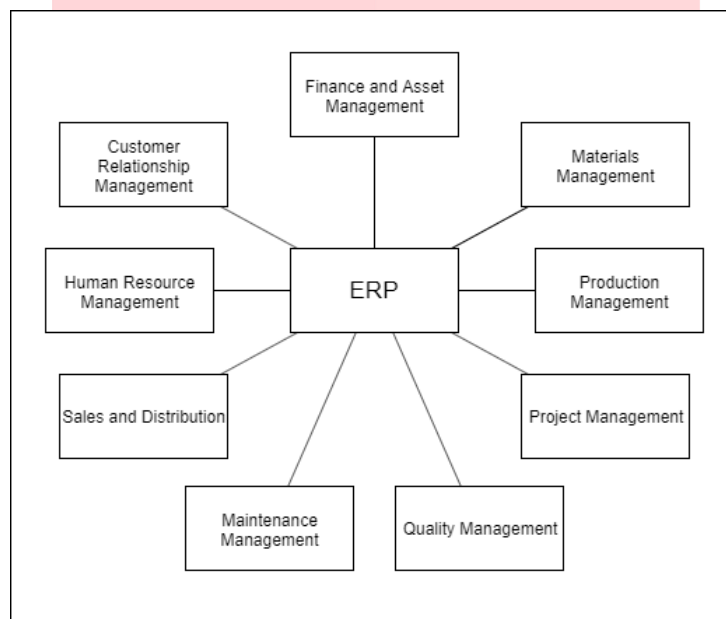 Finance and Asset
Management
Customer
Relationship
Management
Materials
Management
Human Resource
Management
ERP
Production
Management
Sales and Distribution
Project Management
Maintenance
Management
Quality Management